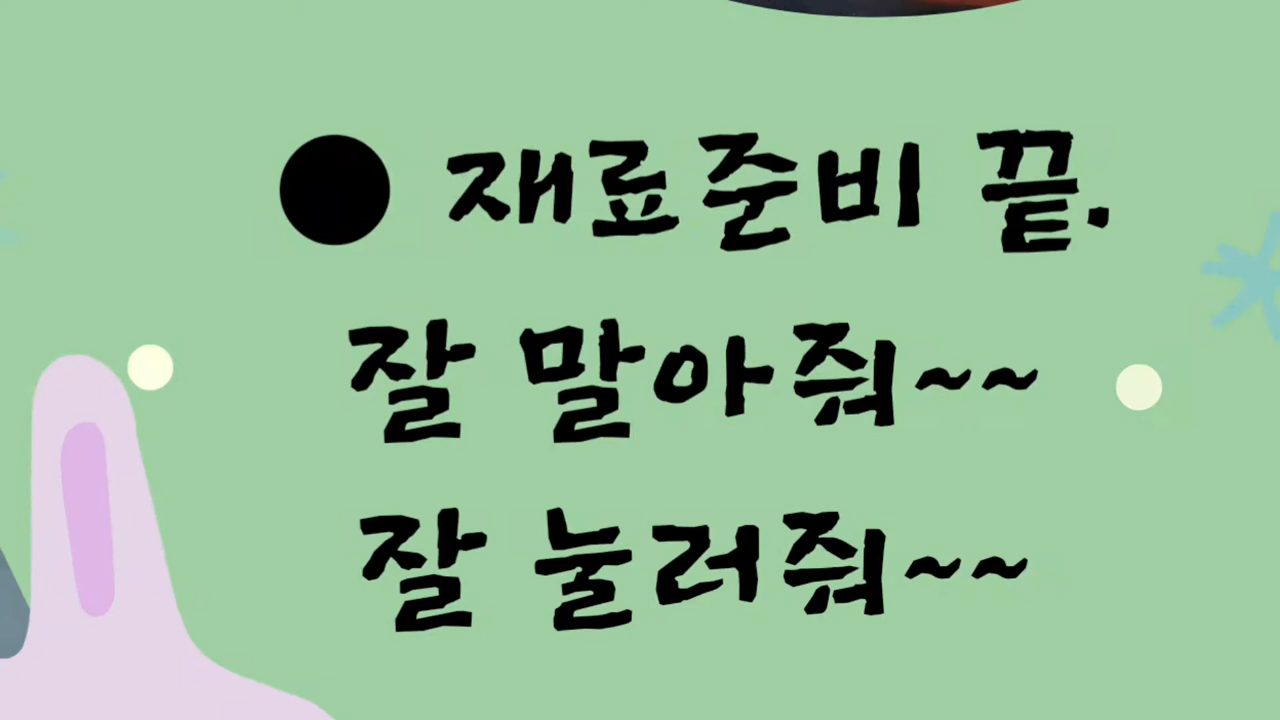 ● 재료준비 끝.
잘 말아줘~~
잘 눌러줘~~